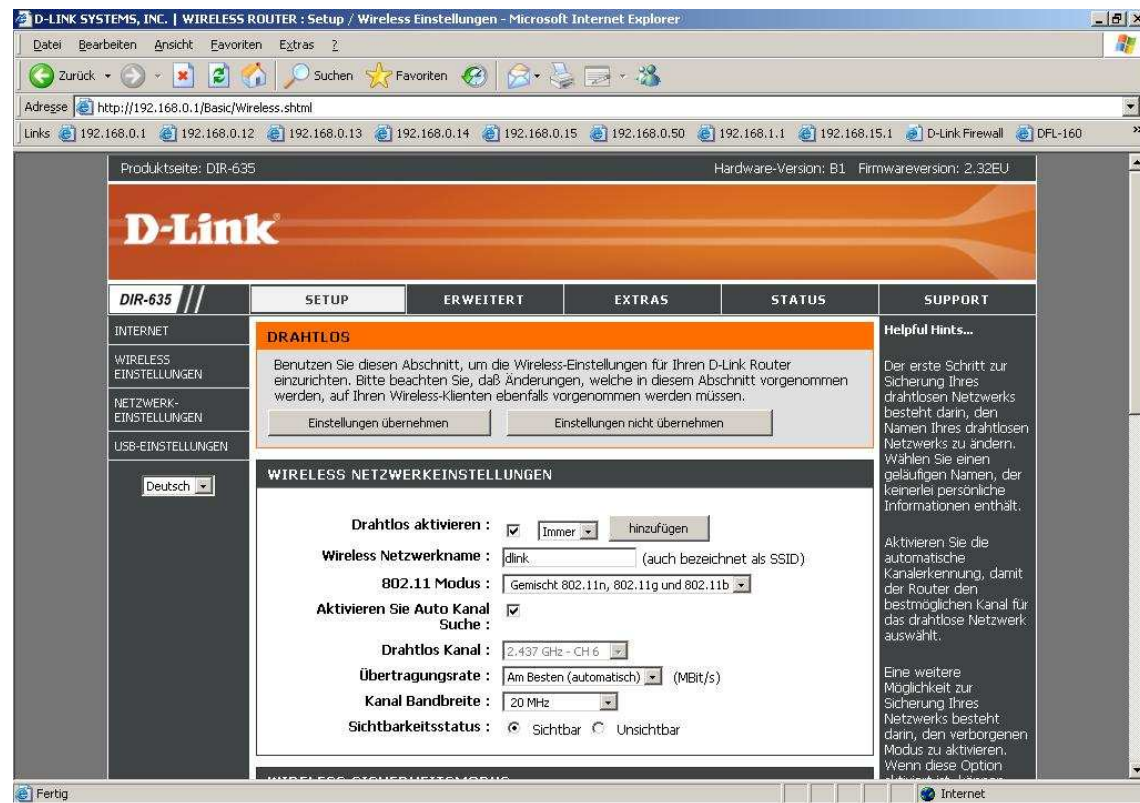 D-LINK SYSTEMS, INC. | WIRELESS ROUTER : Setup / Wireless Einstellungen - Microsoft Internet Explorer
Datei Bearbeiten Ansicht Favoriten Extras ?
Zurück Suchen Favoriten
Adresse http://192.168.0.1/Basic/Wireless.shtml
Links 192.168.0.1 192.168.0.12 192.168.0.13 192.168.0.14 192.168.0.15 192.168.0.50 192.168.1.1 192.168.15.1 D-Link Firewall DFL-160 »
Produktseite: DIR-635 Hardware-Version: B1 Firmwareversion: 2.32EU
D-Link®
DIR-635 SETUP ERWEITERT EXTRAS STATUS SUPPORT
INTERNET
WIRELESS
EINSTELLUNGEN
NETZWERK-
EINSTELLUNGEN
USB-EINSTELLUNGEN
Deutsch
DRAHTLOS
Benutzen Sie diesen Abschnitt, um die Wireless-Einstellungen für Ihren D-Link Router
einzurichten. Bitte beachten Sie, daß Änderungen, welche in diesem Abschnitt vorgenommen
werden, auf Ihren Wireless-Klienten ebenfalls vorgenommen werden müssen.
Einstellungen übernehmen Einstellungen nicht übernehmen
WIRELESS NETZWERKEINSTELLUNGEN
Drahtlos aktivieren : Immer hinzufügen
Wireless Netzwerkname : dlink (auch bezeichnet als SSID)
802.11 Modus : Gemischt 802.11n, 802.11g und 802.11b
Aktivieren Sie Auto Kanal
Suche :
Drahtlos Kanal : 2.437 GHz - CH 6
Übertragungsrate : Am Besten (automatisch) (MBit/s)
Kanal Bandbreite : 20 MHz
Sichtbarkeitsstatus : Sichtbar Unsichtbar
WIRELESS SICHERHEITSMODUS
Helpful Hints...
Der erste Schritt zur
Sicherung Ihres
drahtlosen Netzwerks
besteht darin, den
Namen Ihres drahtlosen
Netzwerks zu ändern.
Wählen Sie einen
geläufigen Namen, der
keinerlei persönliche
Informationen enthält.
Aktivieren Sie die
automatische
Kanalerkennung, damit
der Router den
bestmöglichen Kanal für
das drahtlose Netzwerk
auswählt.
Eine weitere
Möglichkeit zur
Sicherung Ihres
Netzwerks besteht
darin, den verborgenen
Modus zu aktivieren.
Wenn diese Option
aktiviert ist, können
Fertig Internet